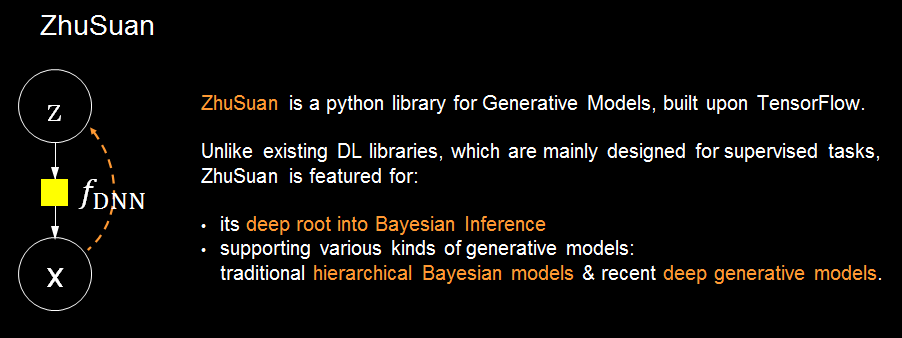 ZhuSuan
z
f DNN
x
ZhuSuan is a python library for Generative Models, built upon TensorFlow.
Unlike existing DL libraries, which are mainly designed for supervised tasks,
ZhuSuan is featured for:
• its deep root into Bayesian Inference
• supporting various kinds of generative models:
traditional hierarchical Bayesian models & recent deep generative models.